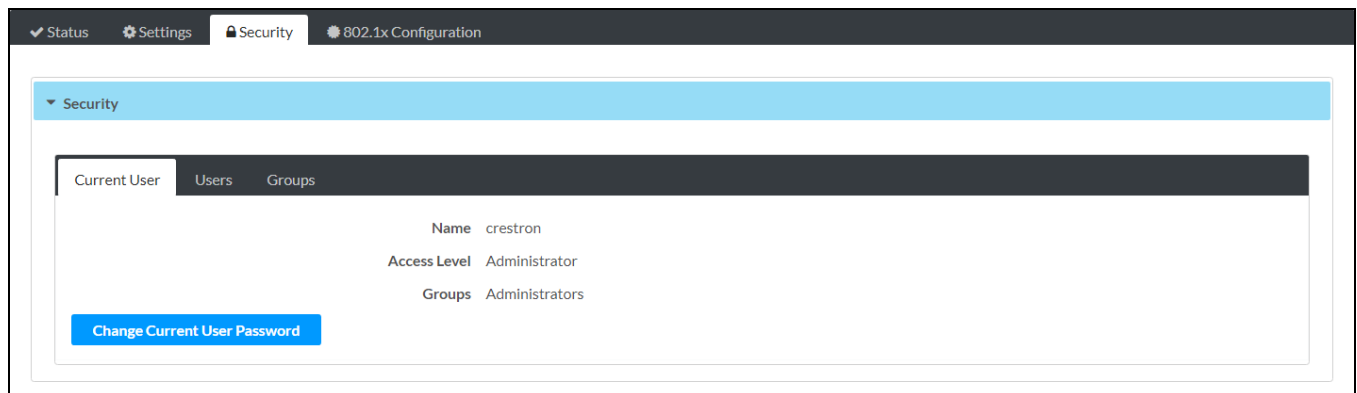 Status Settings Security 802.1x Configuration
Security
Current User Users Groups
Name crestron
Access Level Administrator
Groups Administrators
Change Current User Password